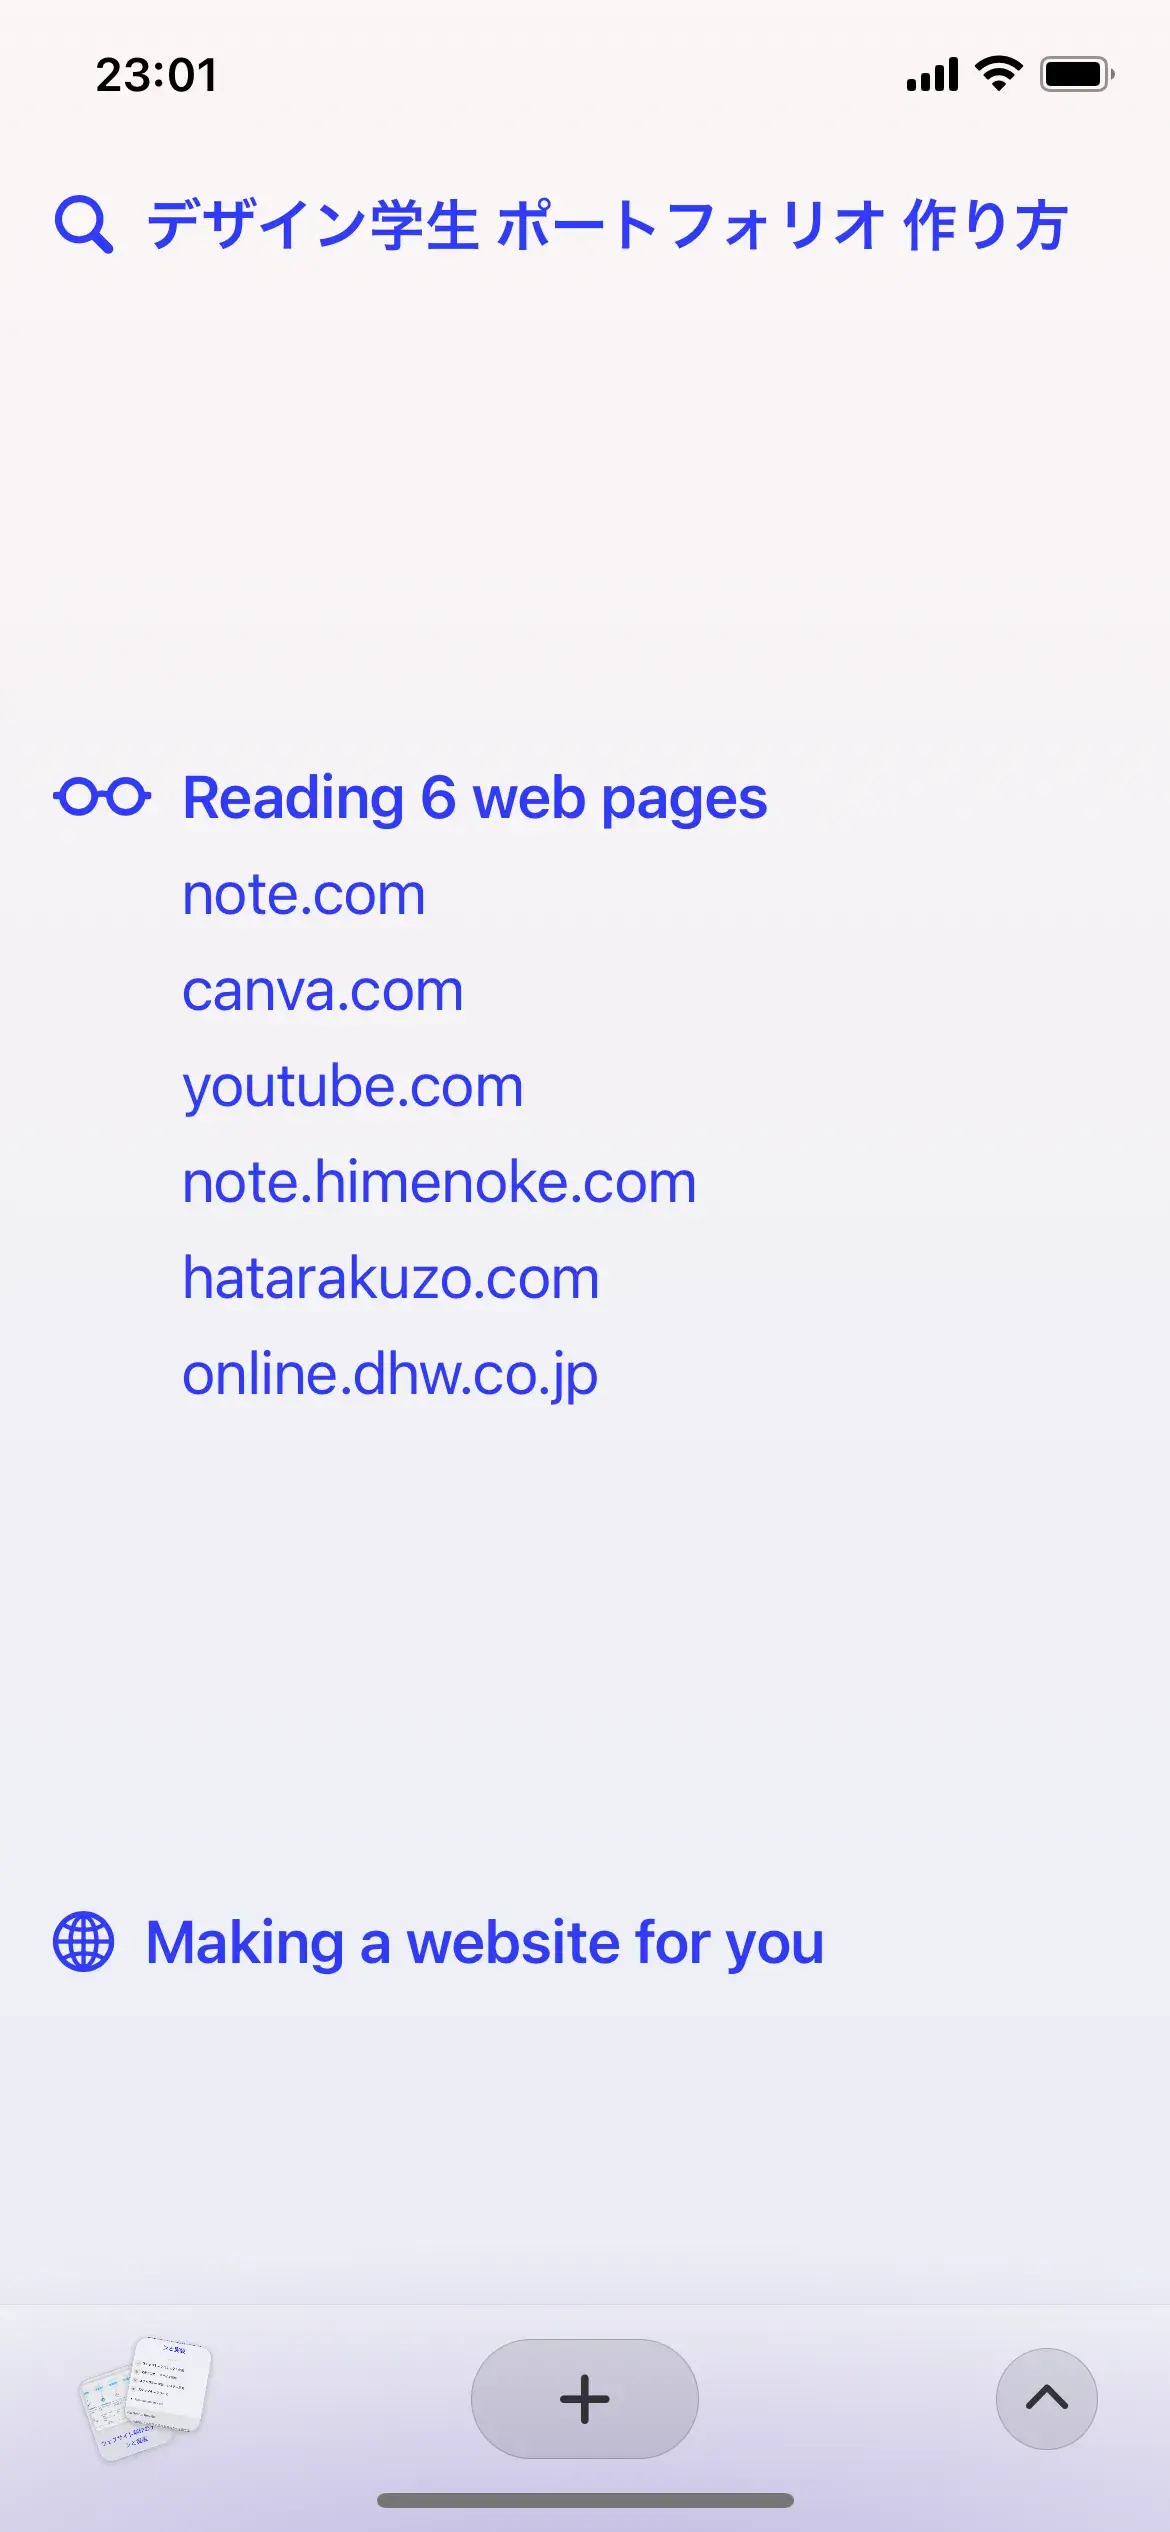 23:01
デザイン学生 ポートフォリオ 作り方
Reading 6 web pages
note.com
canva.com
youtube.com
note.himenoke.com
hatarakuzo.com
online.dhw.co.jp
Making a website for you